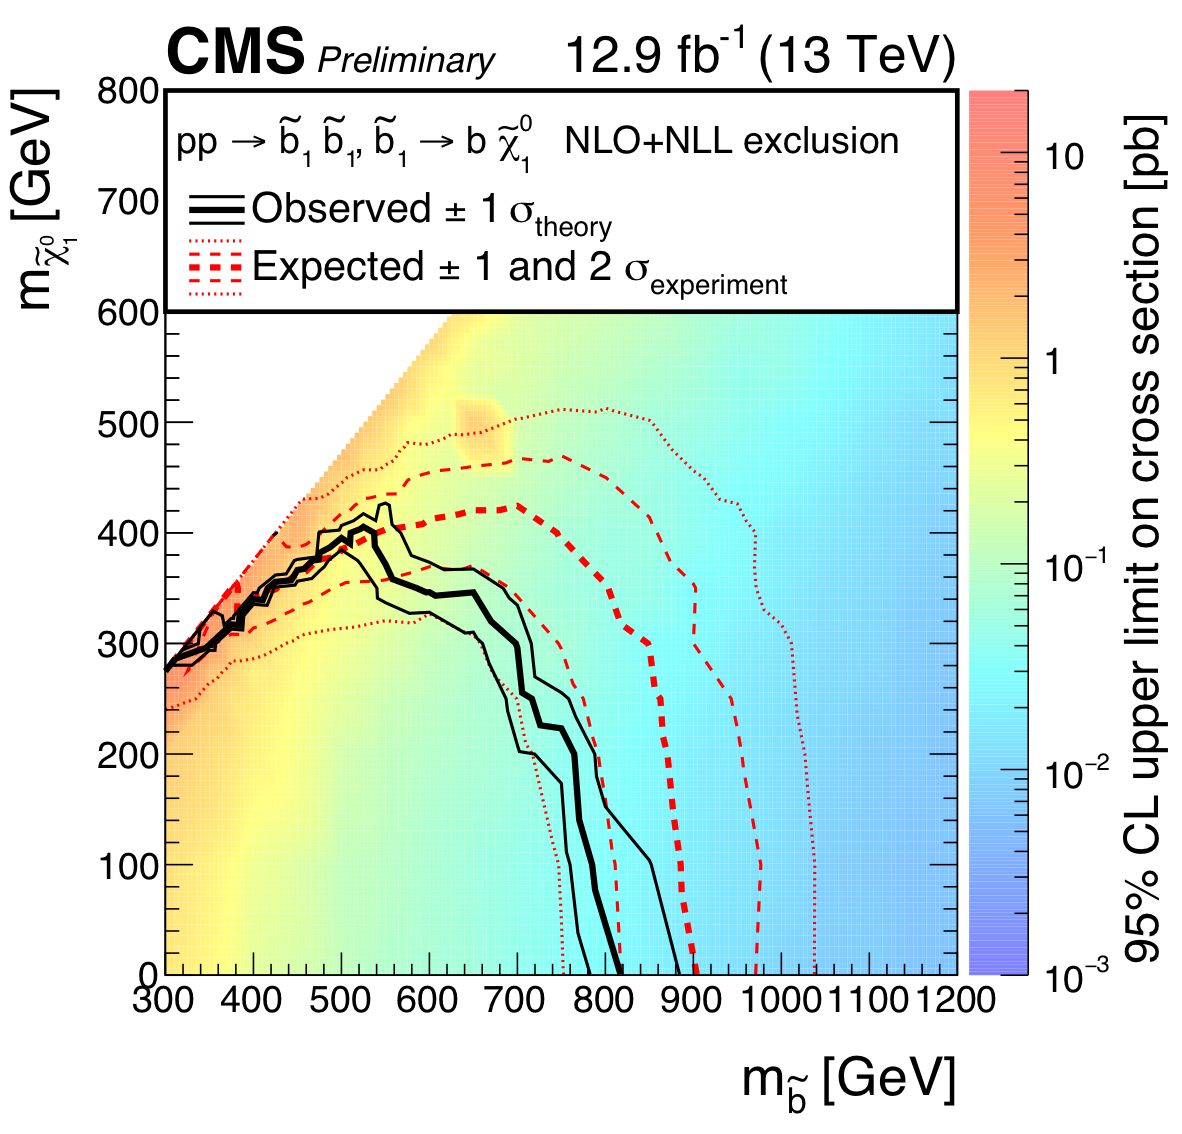 CMS Preliminary 12.9 fb⁻¹ (13 TeV)
pp → b̃₁ b̃₁, b̃₁ → b χ̃₁⁰ NLO+NLL exclusion
Observed ± 1 σtheory
Expected ± 1 and 2 σexperiment
mχ̃₁⁰ [GeV]
800
700
600
500
400
300
200
100
0
300 400 500 600 700 800 900 1000 1100 1200
mb̃ [GeV]
10
1
10⁻¹
10⁻²
10⁻³
95% CL upper limit on cross section [pb]